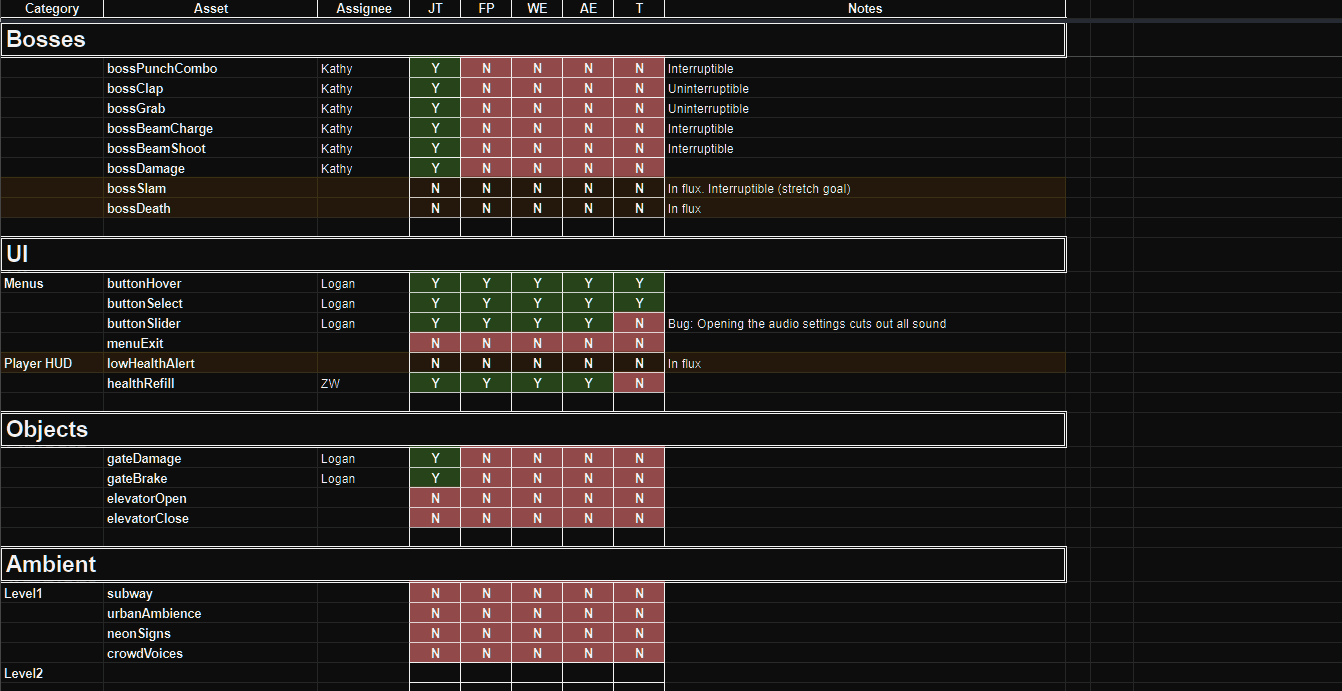 Category Asset Assignee JT FP WE AE T Notes
Bosses
bossPunchCombo Kathy Y N N N N Interruptible
bossClap Kathy Y N N N N Uninterruptible
bossGrab Kathy Y N N N N Uninterruptible
bossBeamCharge Kathy Y N N N N Interruptible
bossBeamShoot Kathy Y N N N N Interruptible
bossDamage Kathy Y N N N N
bossSlam N N N N N In flux. Interruptible (stretch goal)
bossDeath N N N N N In flux
UI
Menus buttonHover Logan Y Y Y Y Y
buttonSelect Logan Y Y Y Y Y
buttonSlider Logan Y Y Y Y N Bug: Opening the audio settings cuts out all sound
menuExit N N N N N
Player HUD lowHealthAlert N N N N N In flux
healthRefill ZW Y Y Y Y N
Objects
gateDamage Logan Y N N N N
gateBrake Logan Y N N N N
elevatorOpen N N N N N
elevatorClose N N N N N
Ambient
Level1 subway N N N N N
urbanAmbience N N N N N
neonSigns N N N N N
crowdVoices N N N N N
Level2